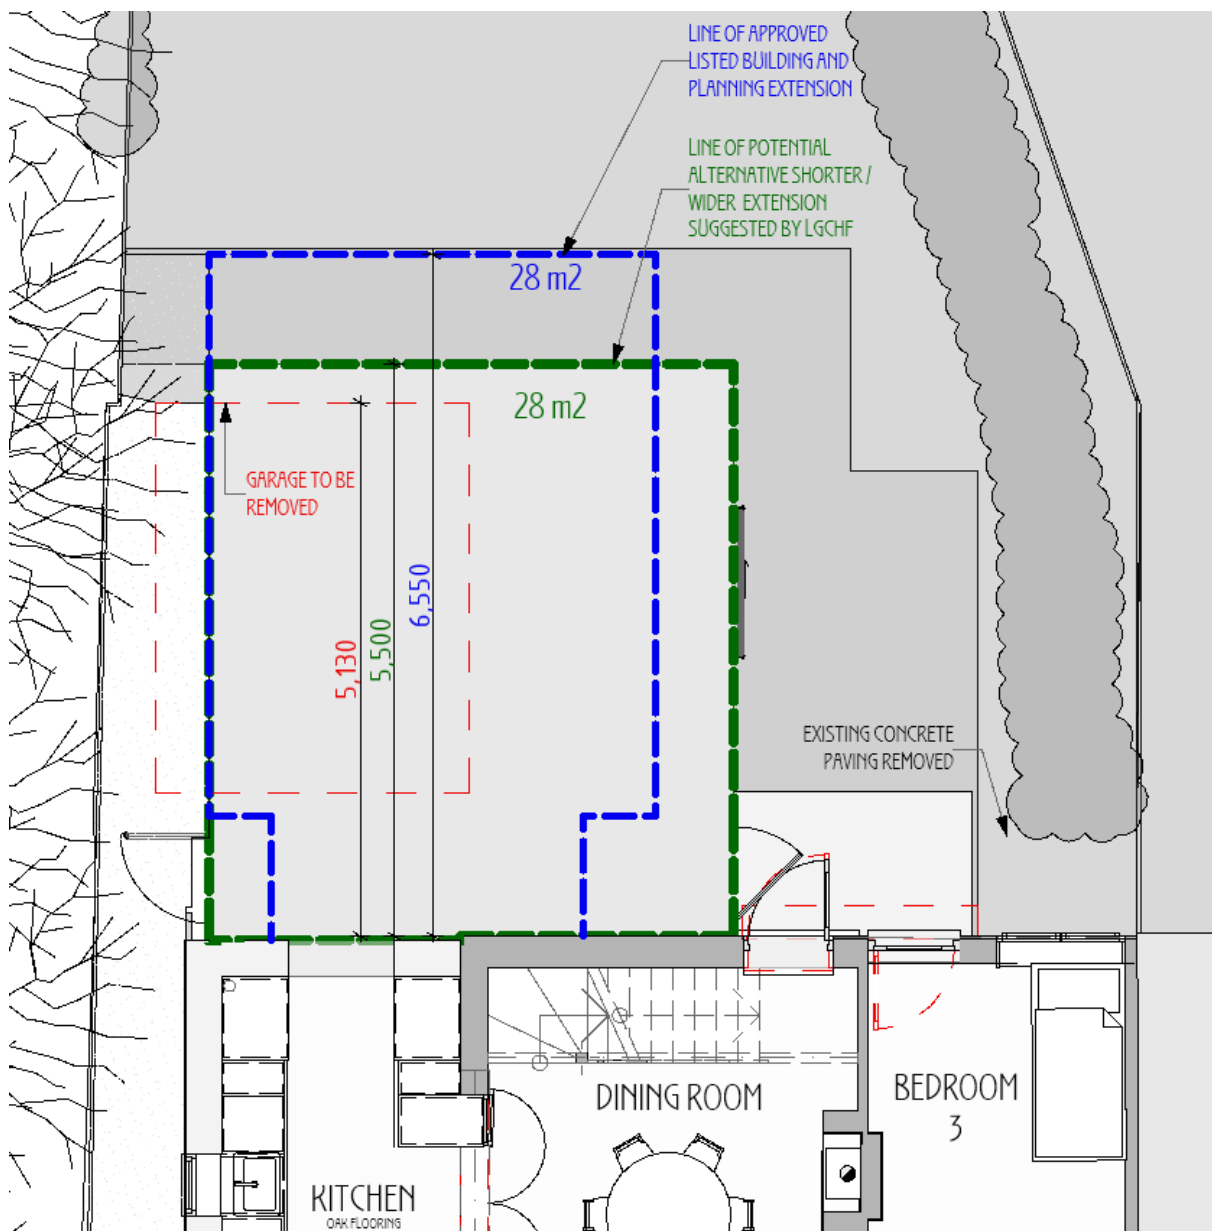 LINE OF APPROVED
LISTED BUILDING AND
PLANNING EXTENSION
LINE OF POTENTIAL
ALTERNATIVE SHORTER /
WIDER EXTENSION
SUGGESTED BY LGCHF
28 m2
28 m2
GARAGE TO BE
REMOVED
5,130
5,500
6,550
EXISTING CONCRETE
PAVING REMOVED
DINING ROOM
BEDROOM
3
KITCHEN
OAK FLOORING